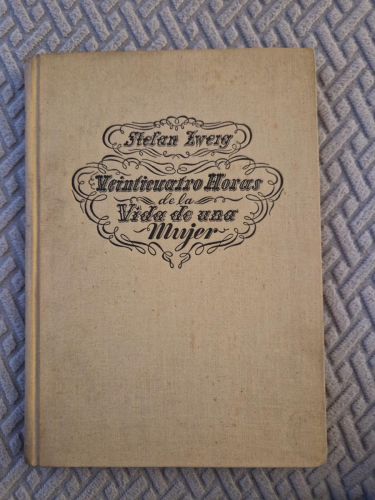 Stefan Zweig
Veinticuatro Horas
de la
Vida de una
Mujer